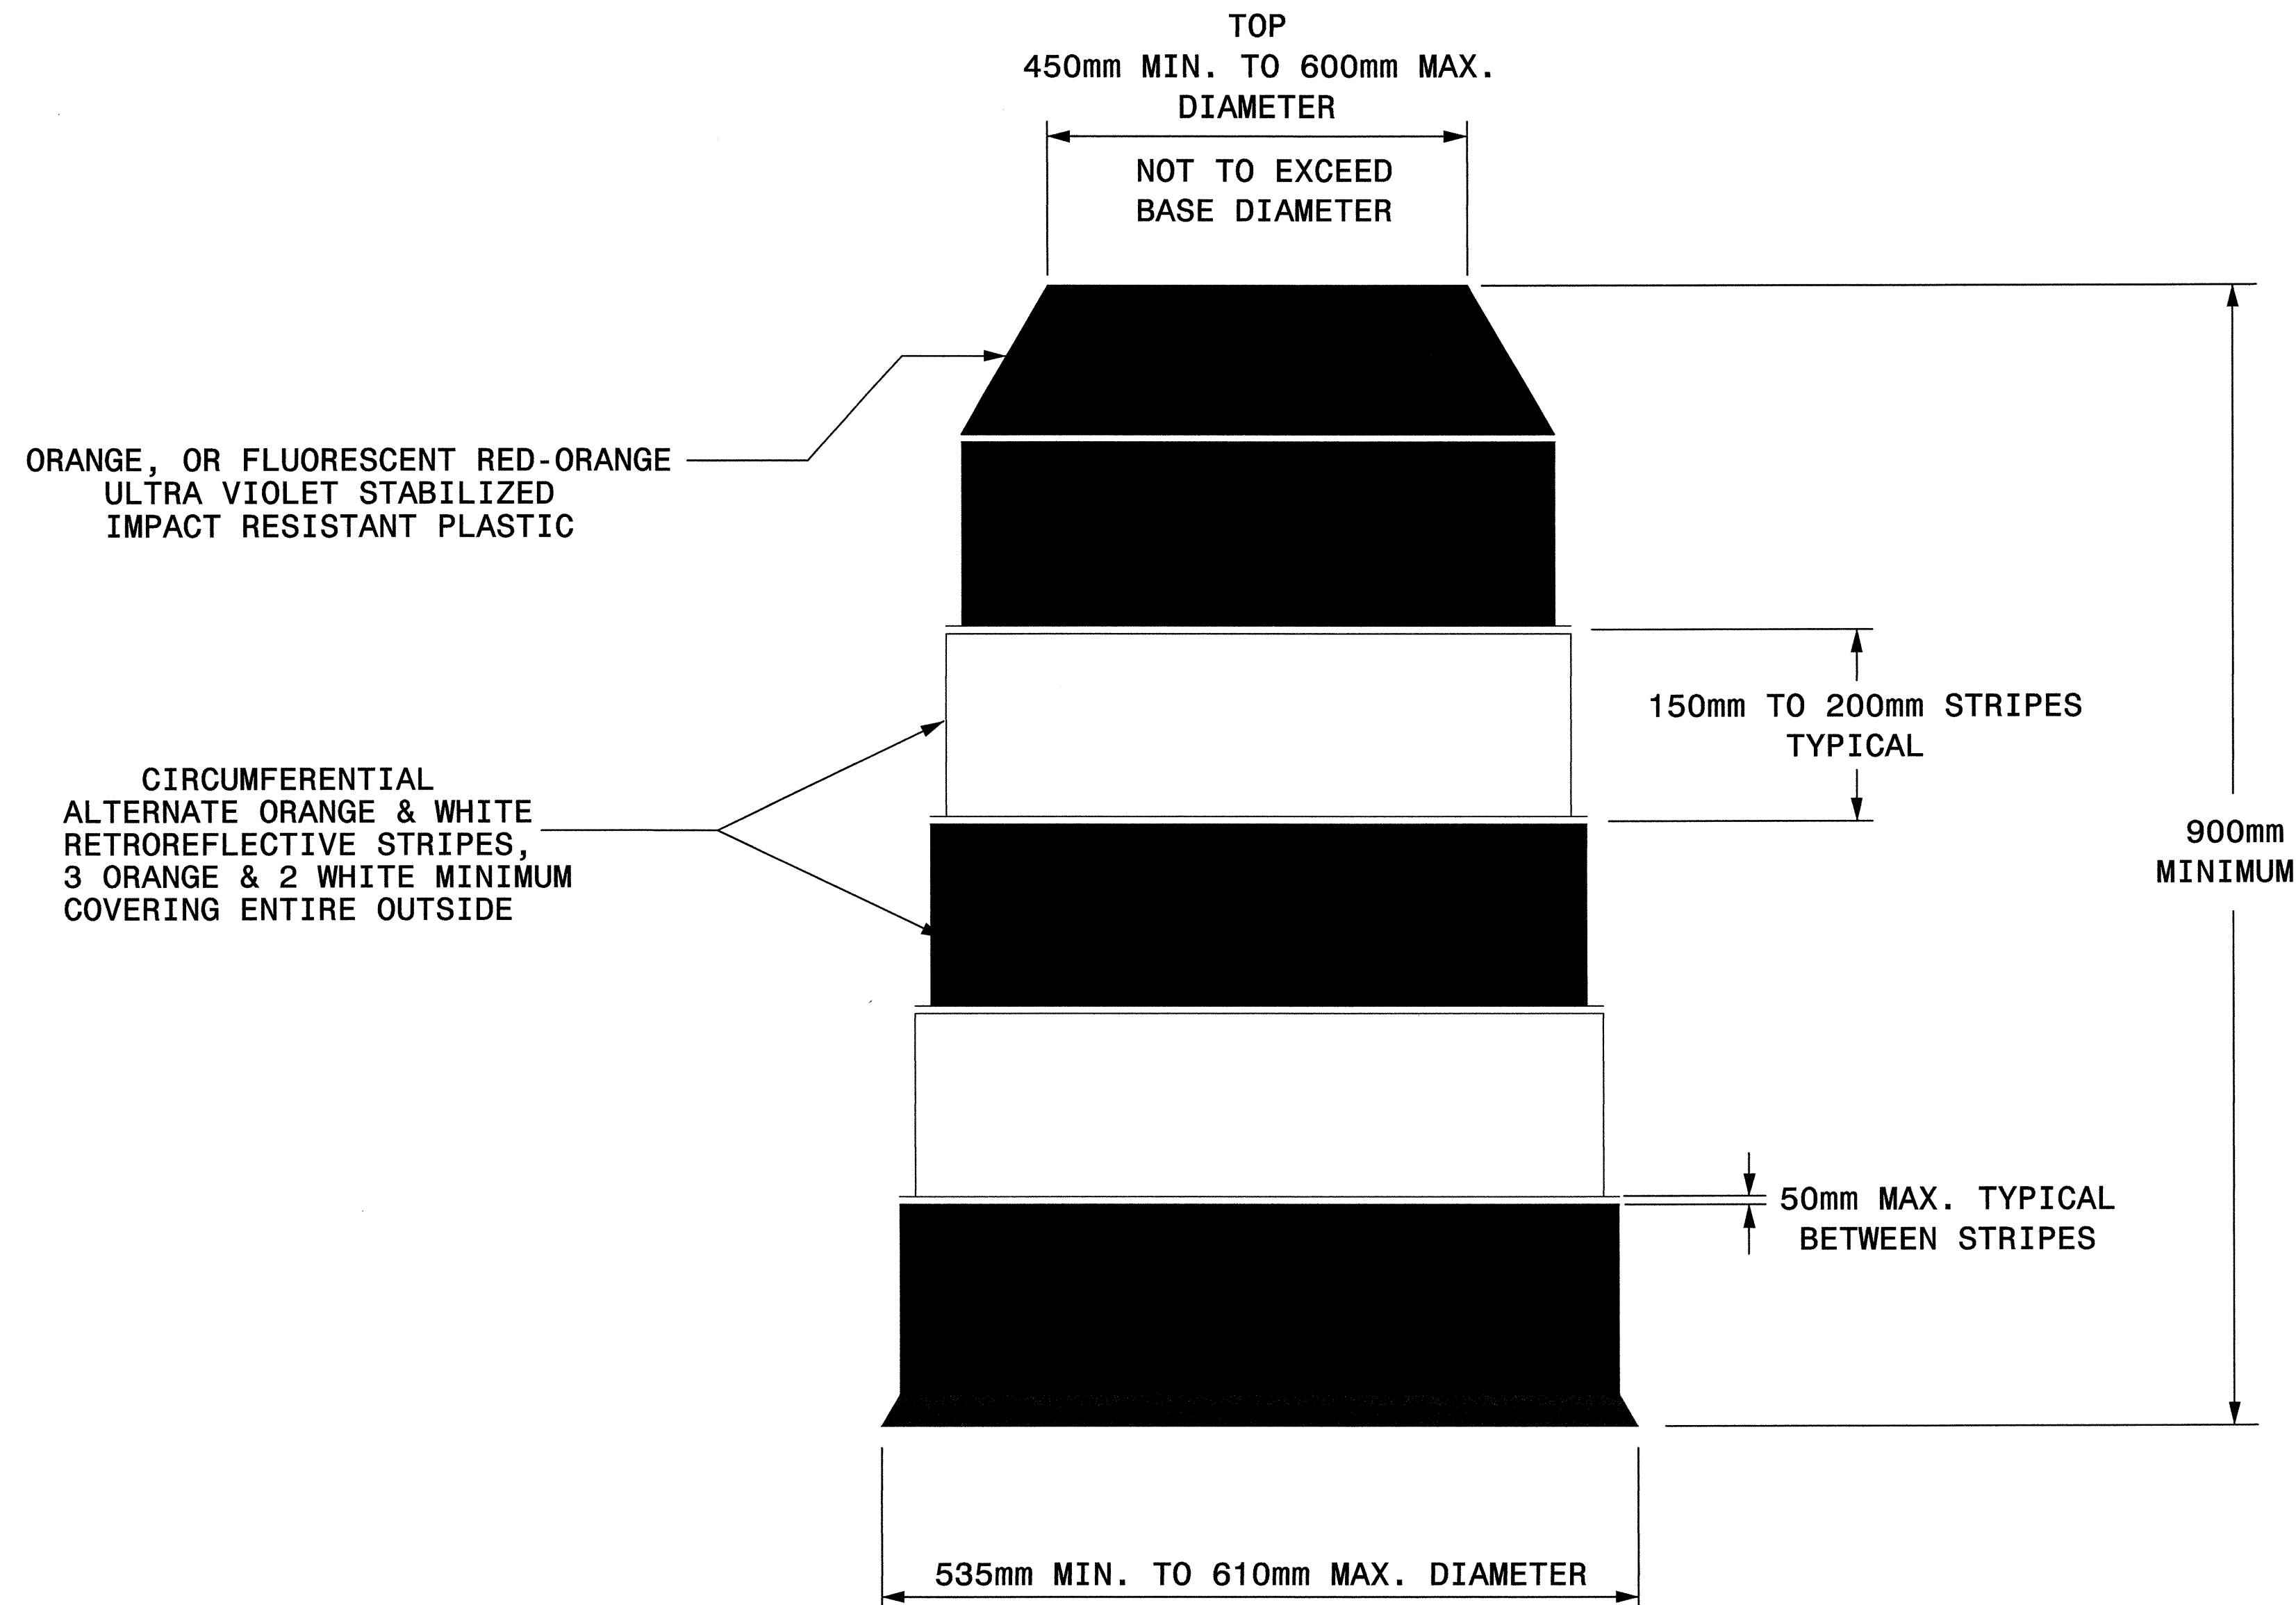 TOP
450mm MIN. TO 600mm MAX.
DIAMETER
NOT TO EXCEED
BASE DIAMETER
ORANGE, OR FLUORESCENT RED-ORANGE
ULTRA VIOLET STABILIZED
IMPACT RESISTANT PLASTIC
150mm TO 200mm STRIPES
TYPICAL
CIRCUMFERENTIAL
ALTERNATE ORANGE & WHITE
RETROREFLECTIVE STRIPES,
3 ORANGE & 2 WHITE MINIMUM
COVERING ENTIRE OUTSIDE
900mm
MINIMUM
50mm MAX. TYPICAL
BETWEEN STRIPES
535mm MIN. TO 610mm MAX. DIAMETER